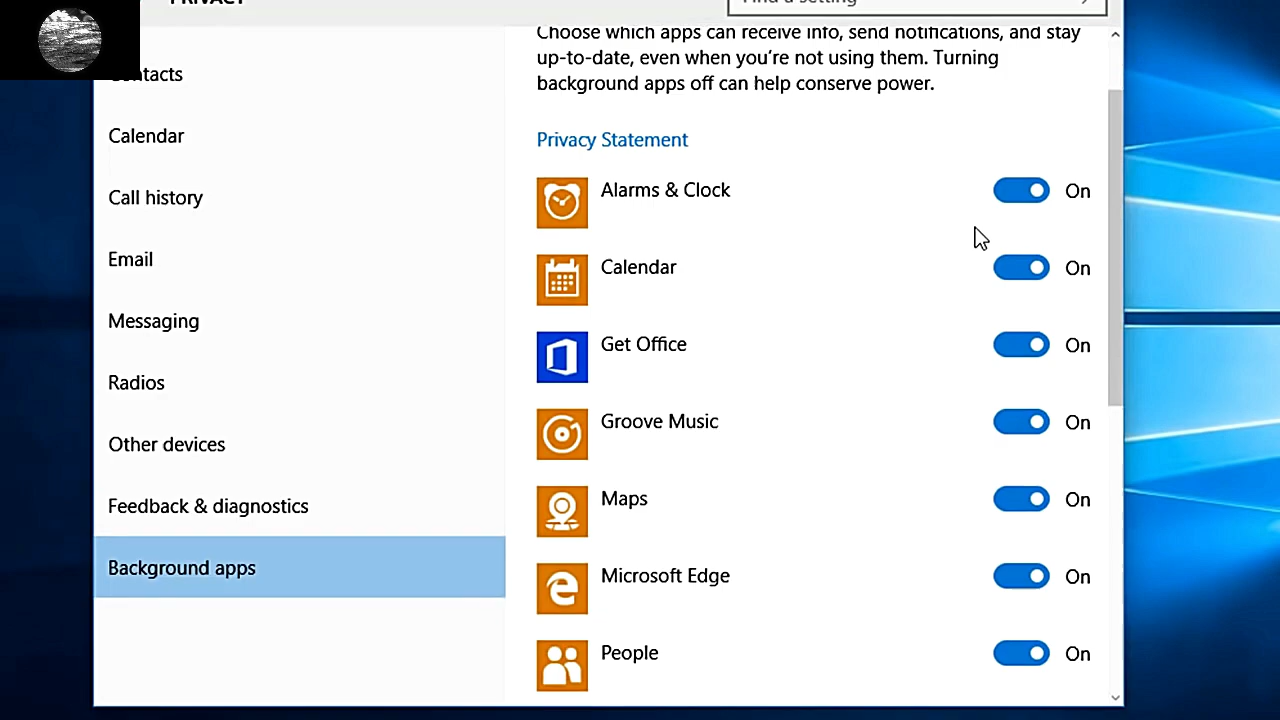 PRIVACY
Find a setting
Contacts
Calendar
Call history
Email
Messaging
Radios
Other devices
Feedback & diagnostics
Background apps
Choose which apps can receive info, send notifications, and stay
up-to-date, even when you're not using them. Turning
background apps off can help conserve power.
Privacy Statement
Alarms & Clock On
Calendar On
Get Office On
Groove Music On
Maps On
Microsoft Edge On
People On